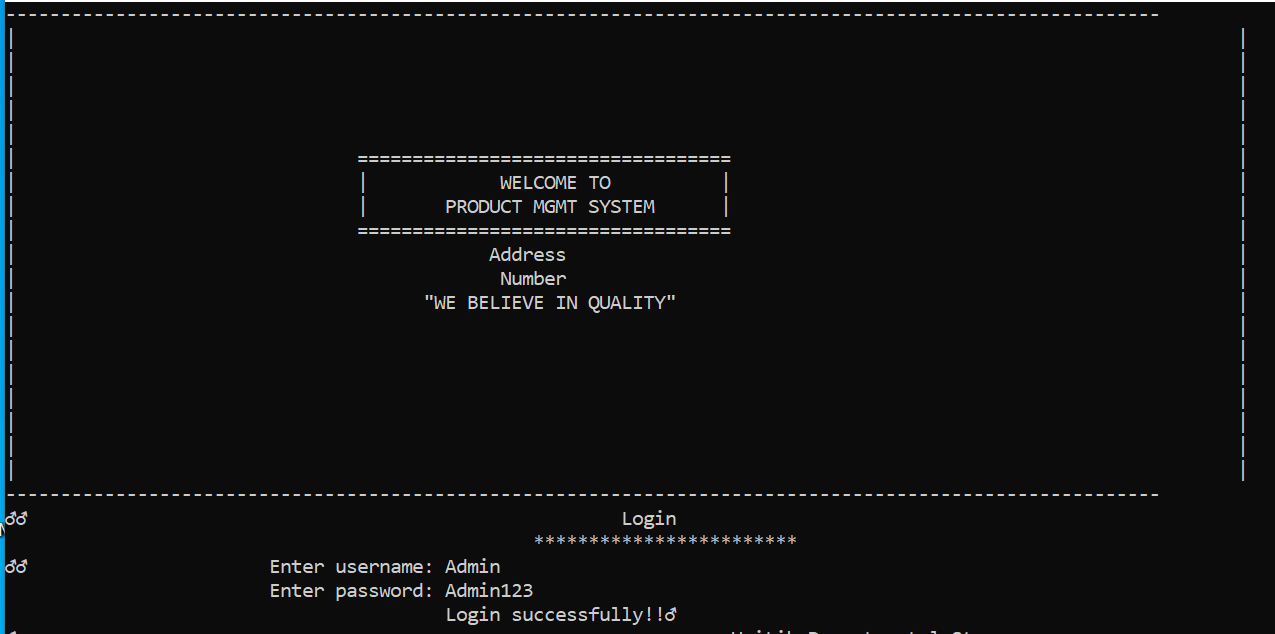 WELCOME TO
PRODUCT MGMT SYSTEM
Address
Number
"WE BELIEVE IN QUALITY"
♂♂ Login
************************
♂♂ Enter username: Admin
Enter password: Admin123
Login successfully!!♂